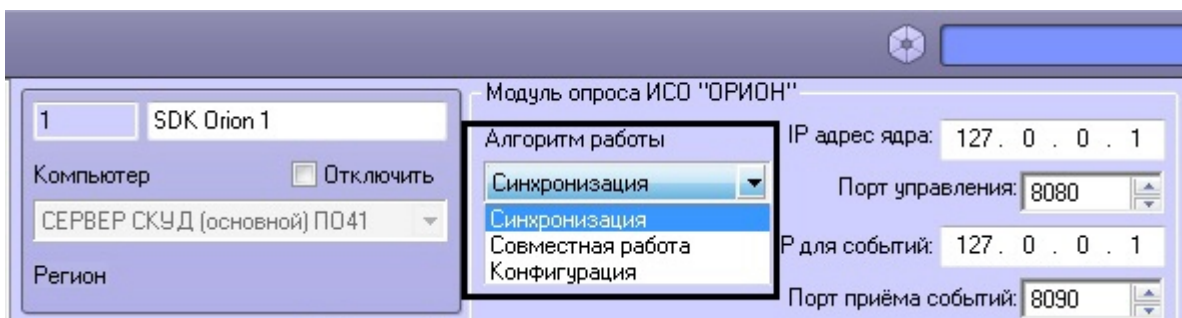 Модуль опроса ИСО "ОРИОН"
1 SDK Orion 1
Алгоритм работы
IP адрес ядра: 127 . 0 . 0 . 1
Компьютер Отключить
Синхронизация
Порт управления: 8080
СЕРВЕР СКУД (основной) ПО41
Синхронизация
Совместная работа
P для событий: 127 . 0 . 0 . 1
Конфигурация
Регион
Порт приёма событий: 8090